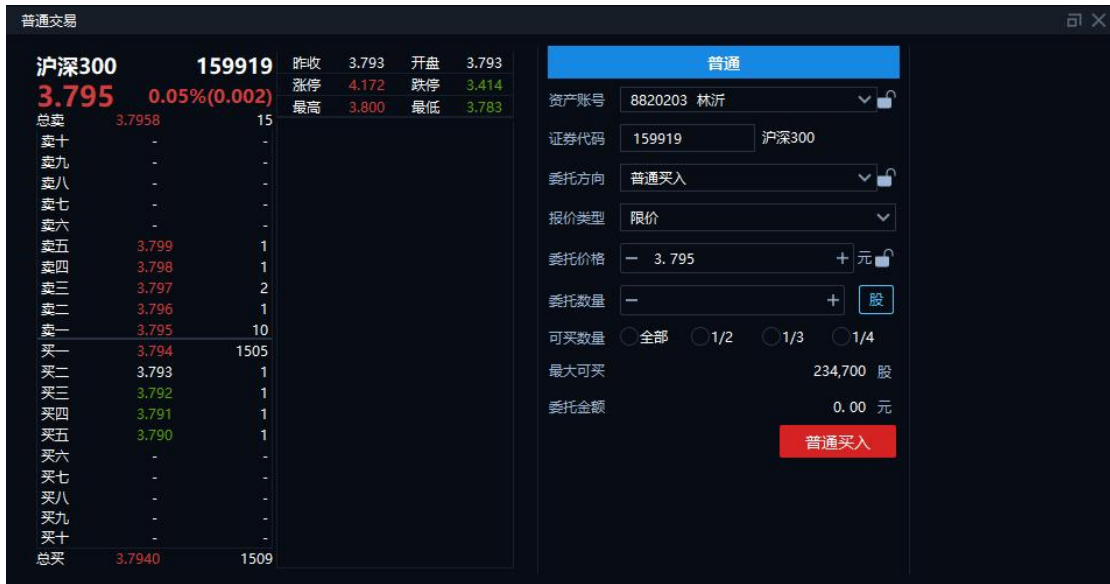 普通交易
沪深300 159919
3.795 0.05%(0.002)
昨收 3.793 开盘 3.793
涨停 4.172 跌停 3.414
最高 3.800 最低 3.783
总卖 3.7958 15
卖十 - -
卖九 - -
卖八 - -
卖七 - -
卖六 - -
卖五 3.799 1
卖四 3.798 1
卖三 3.797 2
卖二 3.796 1
卖一 3.795 10
买一 3.794 1505
买二 3.793 1
买三 3.792 1
买四 3.791 1
买五 3.790 1
买六 - -
买七 - -
买八 - -
买九 - -
买十 - -
总买 3.7940 1509
普通
资产账号 8820203 林沂
证券代码 159919 沪深300
委托方向 普通买入
报价类型 限价
委托价格 － 3.795 + 元
委托数量 － + 股
可买数量 全部 1/2 1/3 1/4
最大可买 234,700 股
委托金额 0.00 元
普通买入